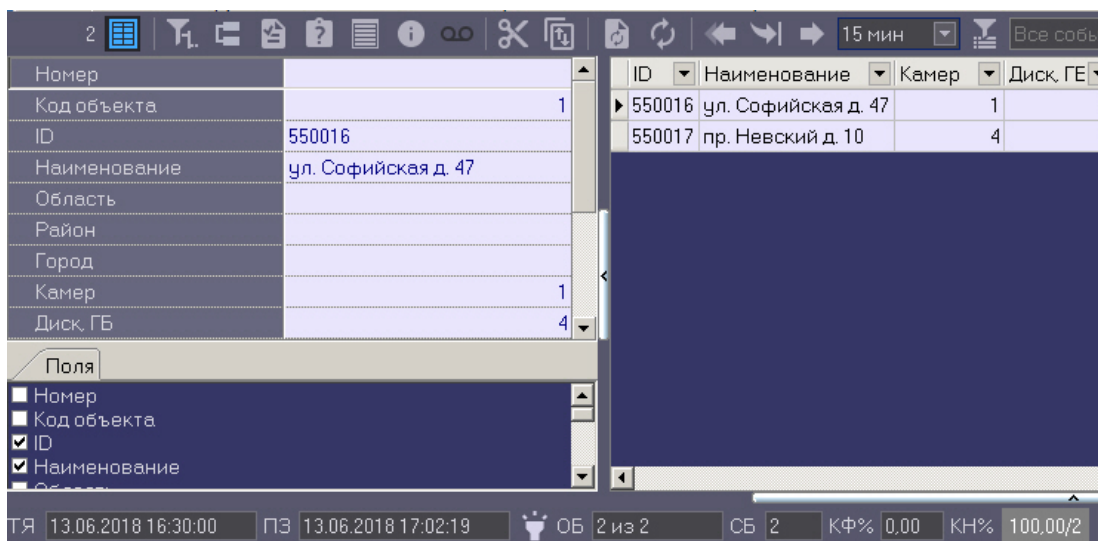 2 15 мин Все собы
Номер
Код объекта 1
ID 550016
Наименование ул. Софийская д. 47
Область
Район
Город
Камер 1
Диск, ГБ 4
ID Наименование Камер Диск, ГЕ
550016 ул. Софийская д. 47 1
550017 пр. Невский д. 10 4
Поля
Номер
Код объекта
ID
Наименование
ТЯ 13.06.2018 16:30:00 ПЗ 13.06.2018 17:02:19 ОБ 2 из 2 СБ 2 КФ% 0,00 КН% 100,00/2